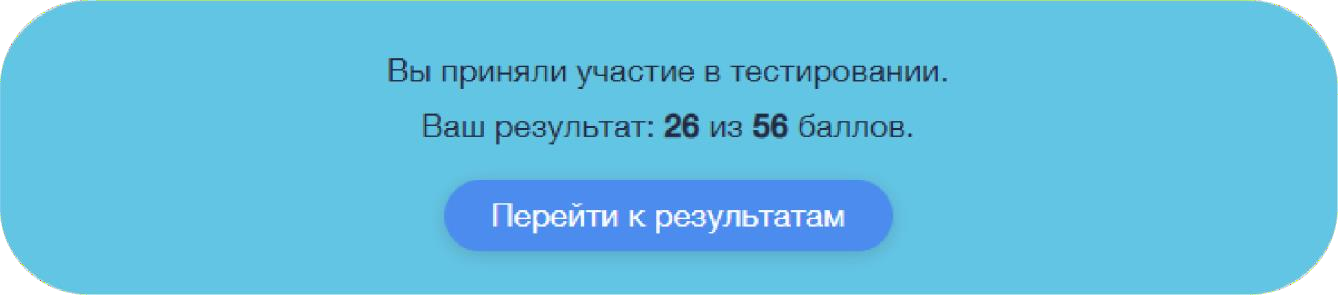 Вы приняли участие в тестировании.
Ваш результат: 26 из 56 баллов.
Перейти к результатам